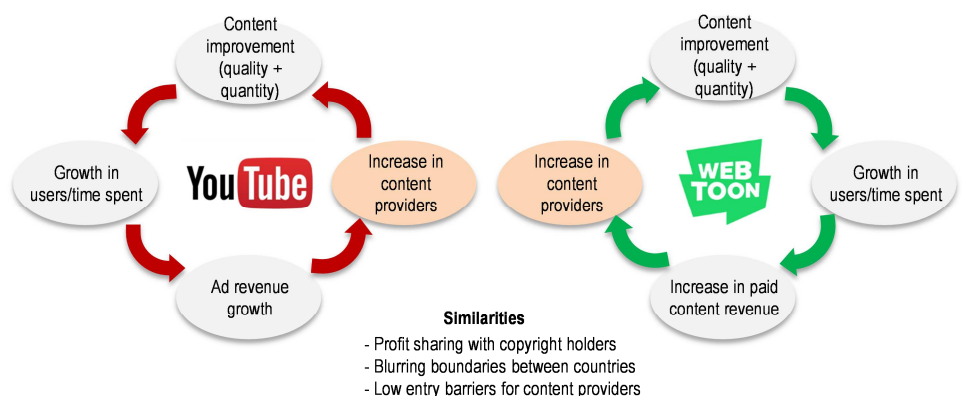 Content
improvement
(quality +
quantity)
Growth in
users/time spent
YouTube
Increase in
content
providers
Ad revenue
growth
Content
improvement
(quality +
quantity)
Increase in
content
providers
WEB
TOON
Growth in
users/time spent
Increase in paid
content revenue
Similarities
- Profit sharing with copyright holders
- Blurring boundaries between countries
- Low entry barriers for content providers